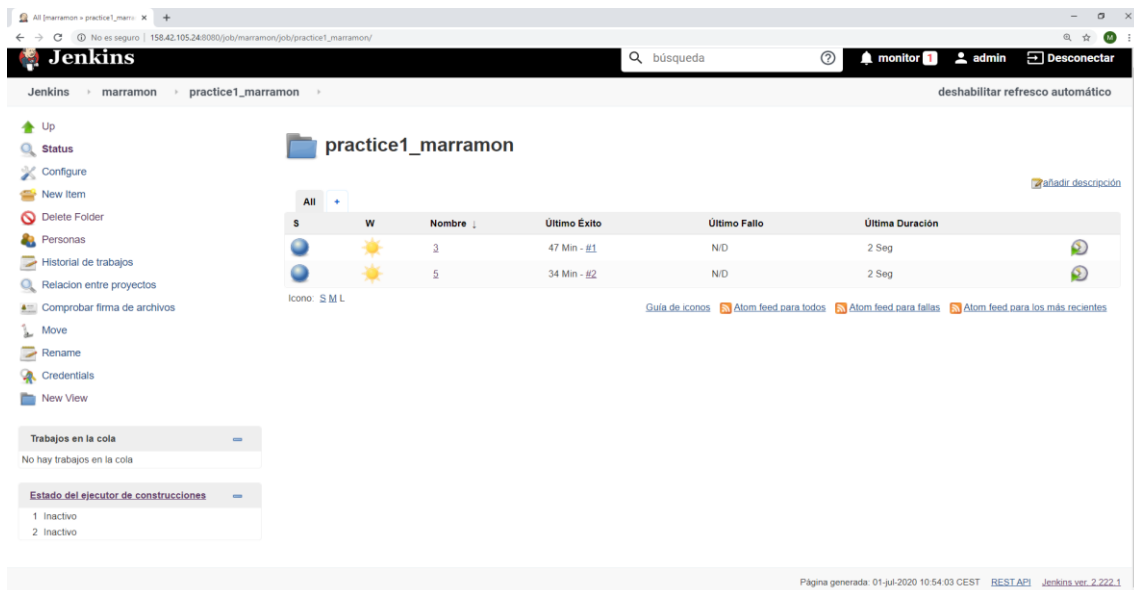 All [marramon » practice1_marra
No es seguro | 158.42.105.24:8080/job/marramon/job/practice1_marramon/
M
Jenkins
búsqueda
monitor 1
admin
Desconectar
Jenkins marramon practice1_marramon
deshabilitar refresco automático
Up
Status
Configure
New Item
Delete Folder
Personas
Historial de trabajos
Relacion entre proyectos
Comprobar firma de archivos
Move
Rename
Credentials
New View
Trabajos en la cola
No hay trabajos en la cola
Estado del ejecutor de construcciones
1 Inactivo
2 Inactivo
practice1_marramon
añadir descripción
All +
S W Nombre ↓ Último Éxito Último Fallo Última Duración
3 47 Min - #1 N/D 2 Seg
5 34 Min - #2 N/D 2 Seg
Icono: S M L
Guía de iconos Atom feed para todos Atom feed para fallas Atom feed para los más recientes
Página generada: 01-jul-2020 10:54:03 CEST REST API Jenkins ver. 2.222.1